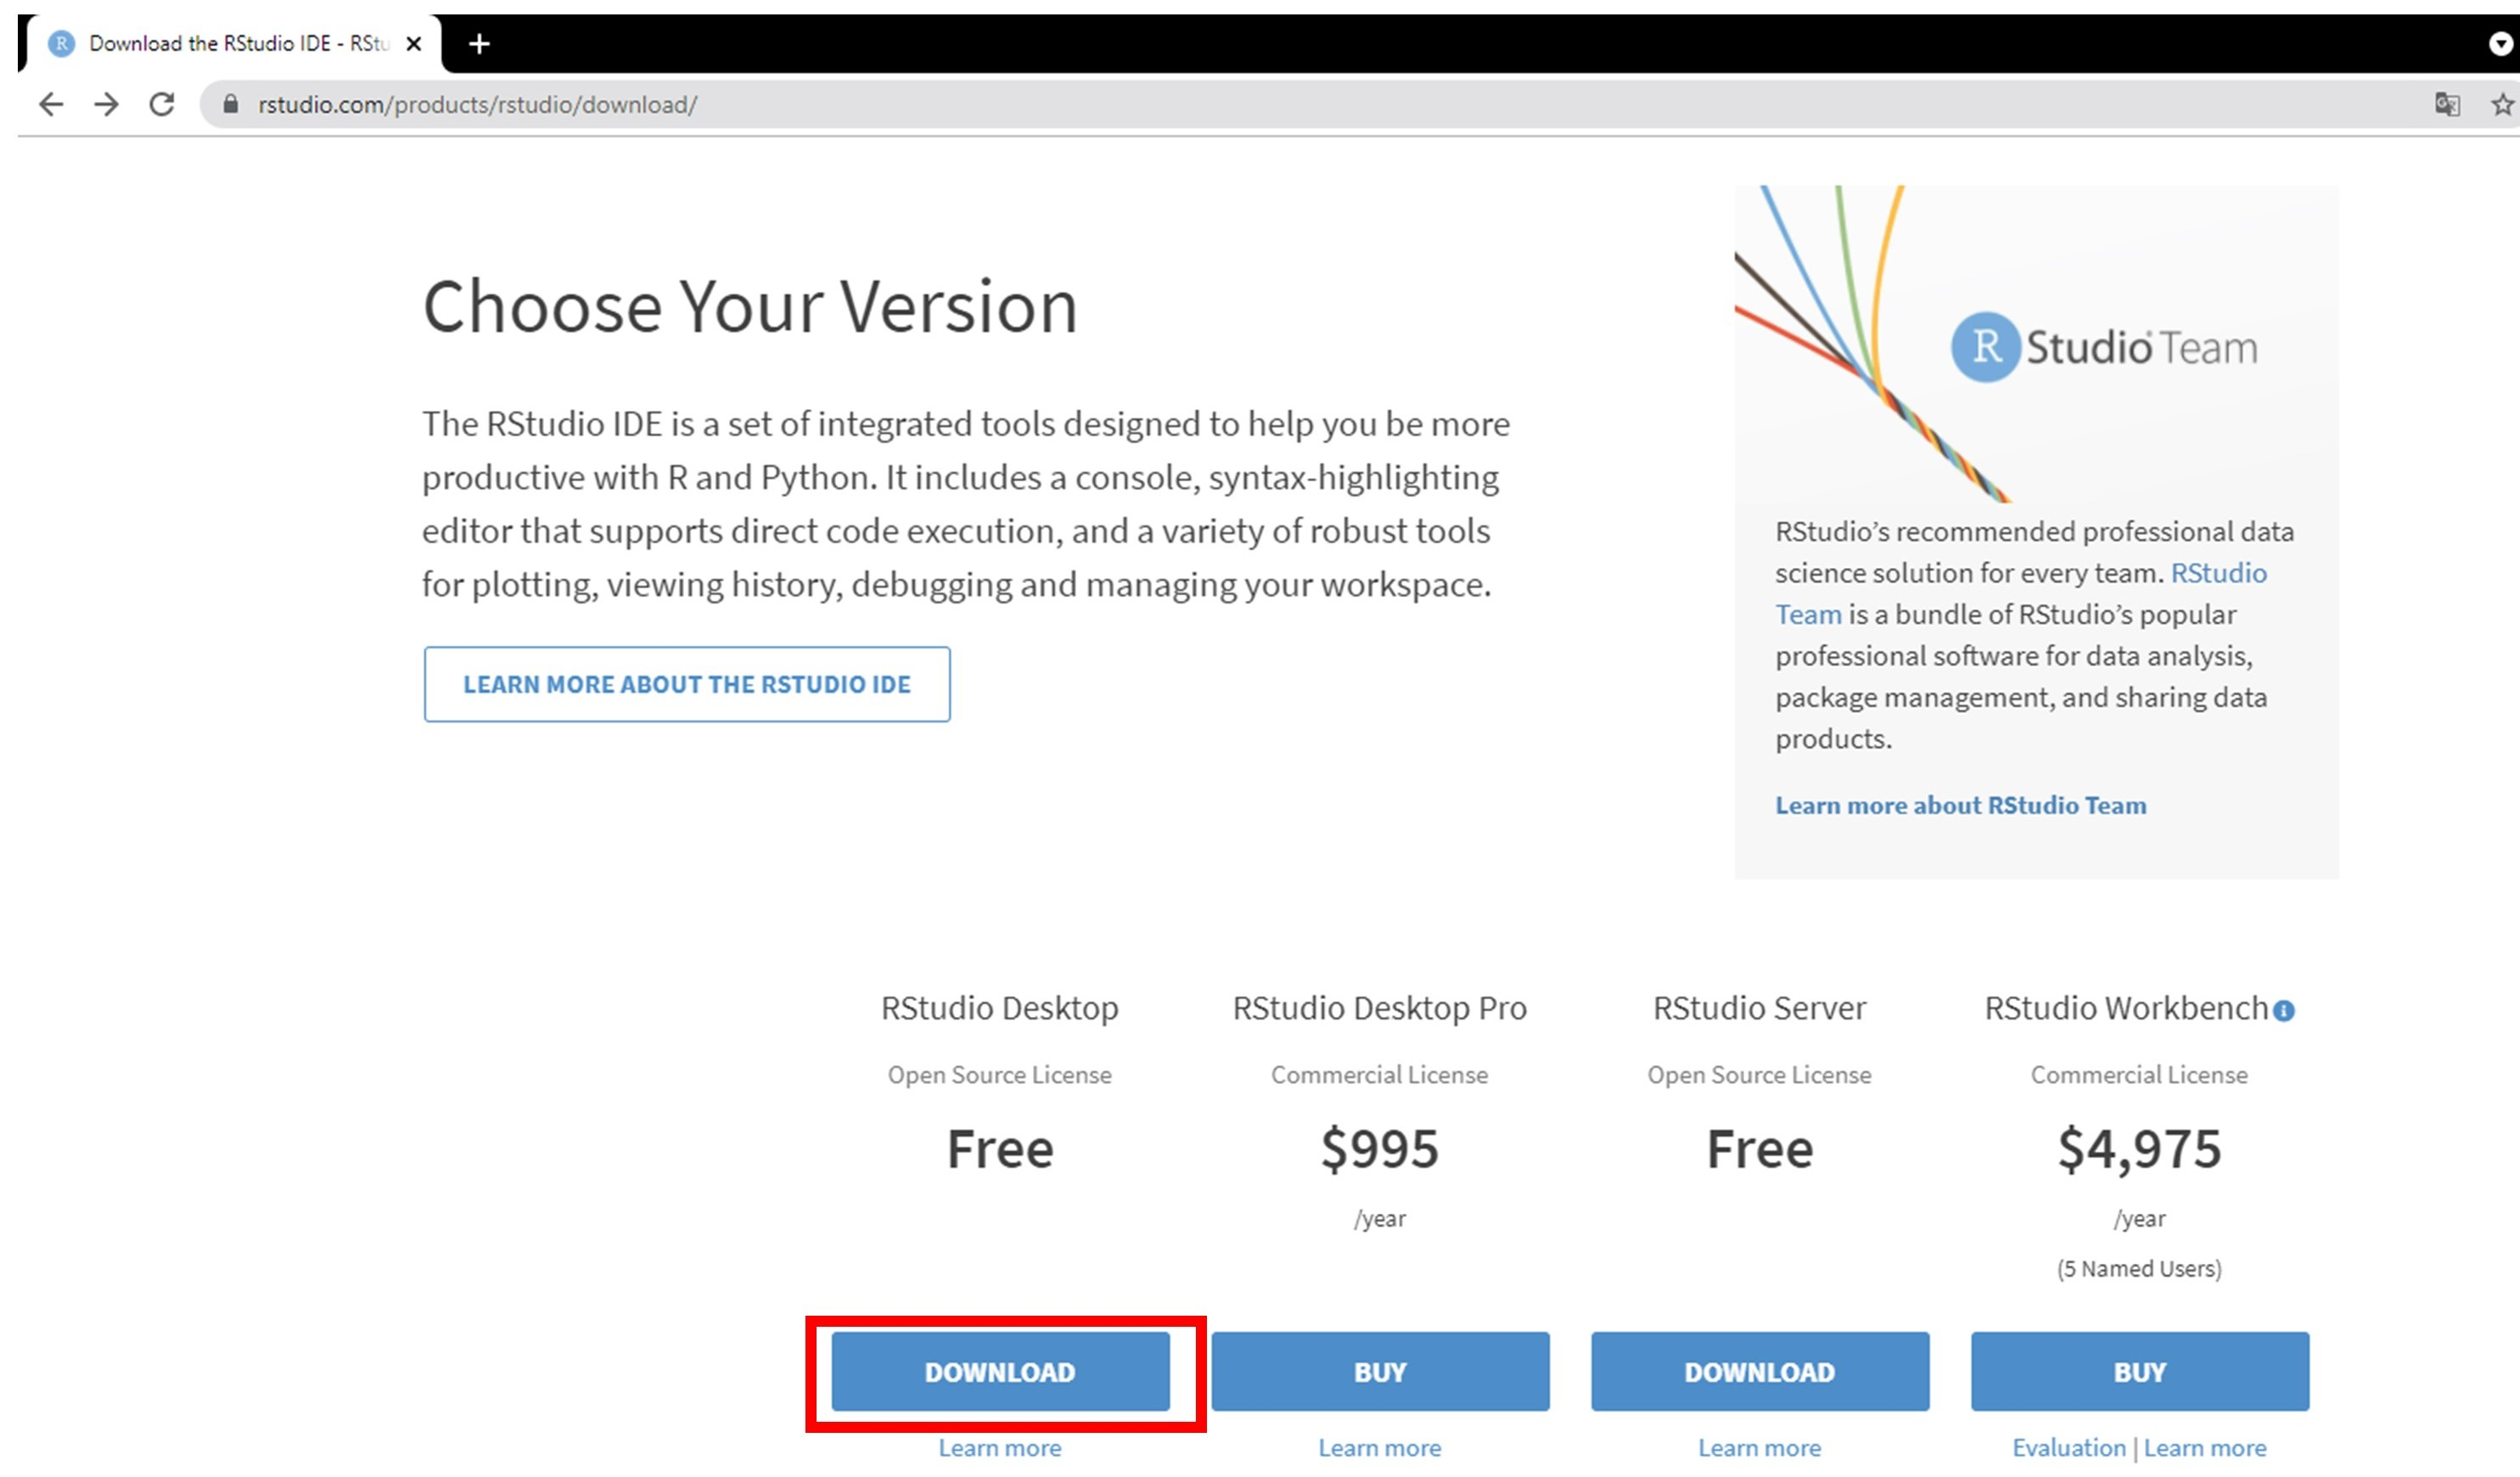 Download the RStudio IDE - RStu
rstudio.com/products/rstudio/download/
Choose Your Version
The RStudio IDE is a set of integrated tools designed to help you be more
productive with R and Python. It includes a console, syntax-highlighting
editor that supports direct code execution, and a variety of robust tools
for plotting, viewing history, debugging and managing your workspace.
LEARN MORE ABOUT THE RSTUDIO IDE
R Studio® Team
RStudio’s recommended professional data
science solution for every team. RStudio
Team is a bundle of RStudio’s popular
professional software for data analysis,
package management, and sharing data
products.
Learn more about RStudio Team
RStudio Desktop
Open Source License
Free
DOWNLOAD
Learn more
RStudio Desktop Pro
Commercial License
$995
/year
BUY
Learn more
RStudio Server
Open Source License
Free
DOWNLOAD
Learn more
RStudio Workbench
Commercial License
$4,975
/year
(5 Named Users)
BUY
Evaluation | Learn more